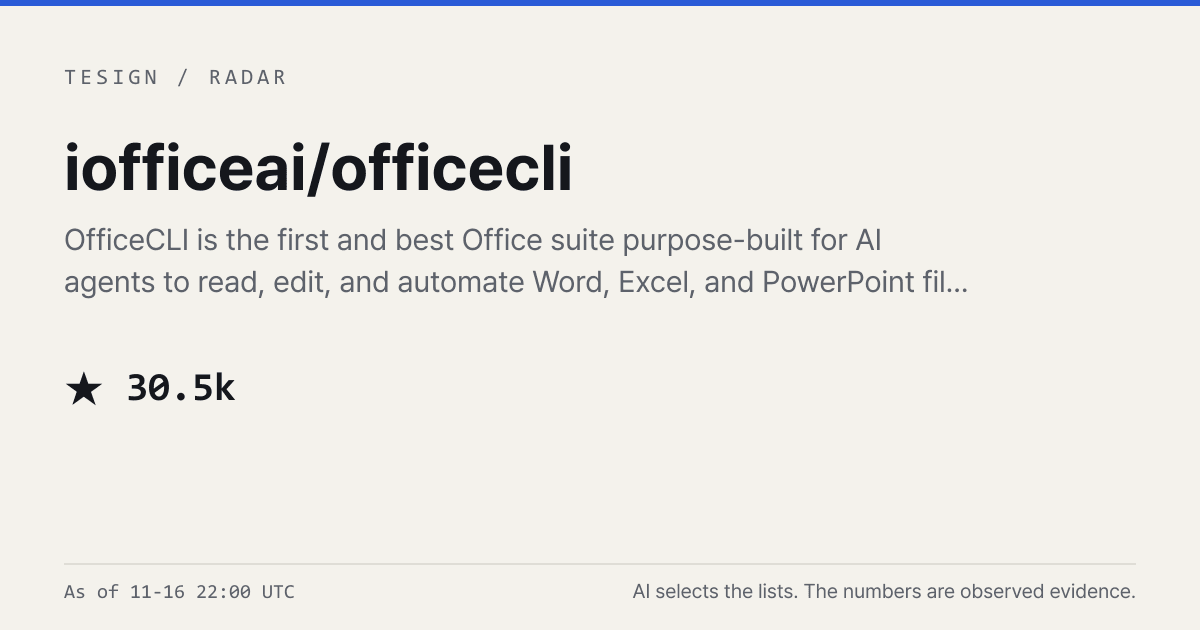 TESIGN / RADAR
iofficeai/officecli
OfficeCLI is the first and best Office suite purpose-built for AI
agents to read, edit, and automate Word, Excel, and PowerPoint fil...
★ 30.5k
As of 11-16 22:00 UTC
AI selects the lists. The numbers are observed evidence.